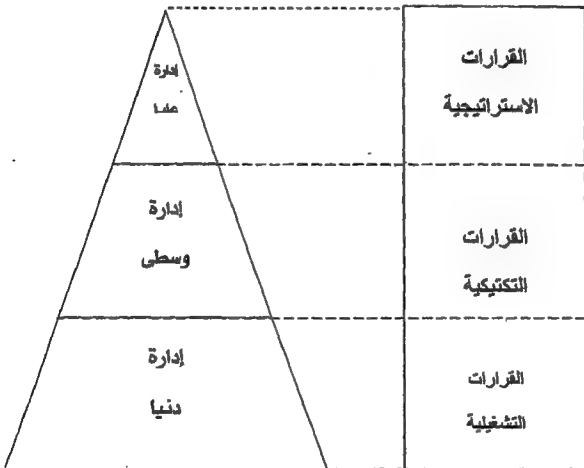 إدارة
عليا
القرارات
الاستراتيجية
إدارة
وسطى
القرارات
التكتيكية
إدارة
دنيا
القرارات
التشغيلية